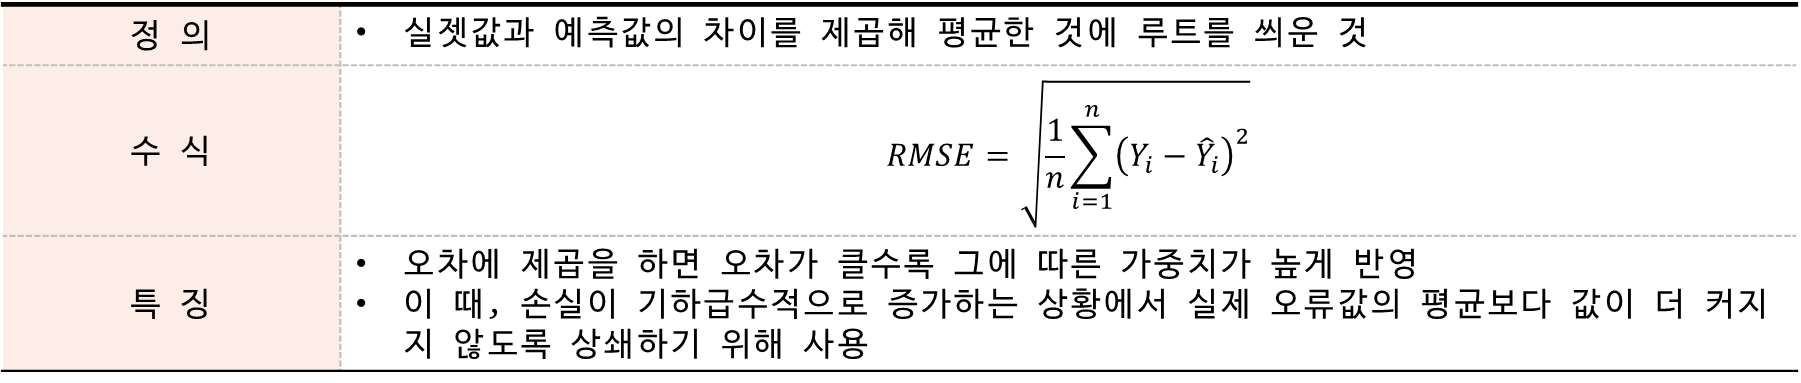 정 의
• 실젯값과 예측값의 차이를 제곱해 평균한 것에 루트를 씌운 것
수 식
RMSE = √(1/n ∑_{i=1}^{n} (Y_i − Ŷ_i)^2)
특 징
• 오차에 제곱을 하면 오차가 클수록 그에 따른 가중치가 높게 반영
• 이 때, 손실이 기하급수적으로 증가하는 상황에서 실제 오류값의 평균보다 값이 더 커지
지 않도록 상쇄하기 위해 사용